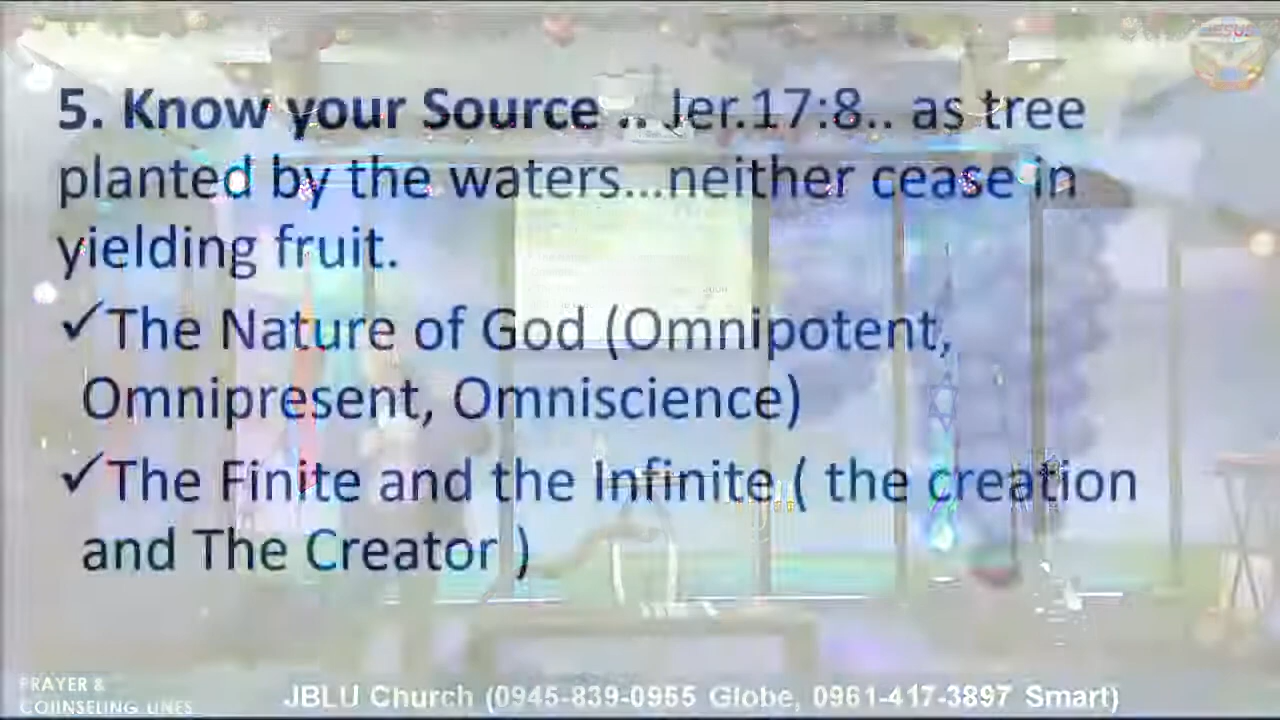 5. Know your Source .. Jer.17:8.. as tree
planted by the waters...neither cease in
yielding fruit.
✓The Nature of God (Omnipotent,
Omnipresent, Omniscience)
✓The Finite and the Infinite ( the creation
and The Creator )
JESUS
PRAYER &
COUNSELING LINES
JBLU Church (0945-839-0955 Globe, 0961-417-3897 Smart)